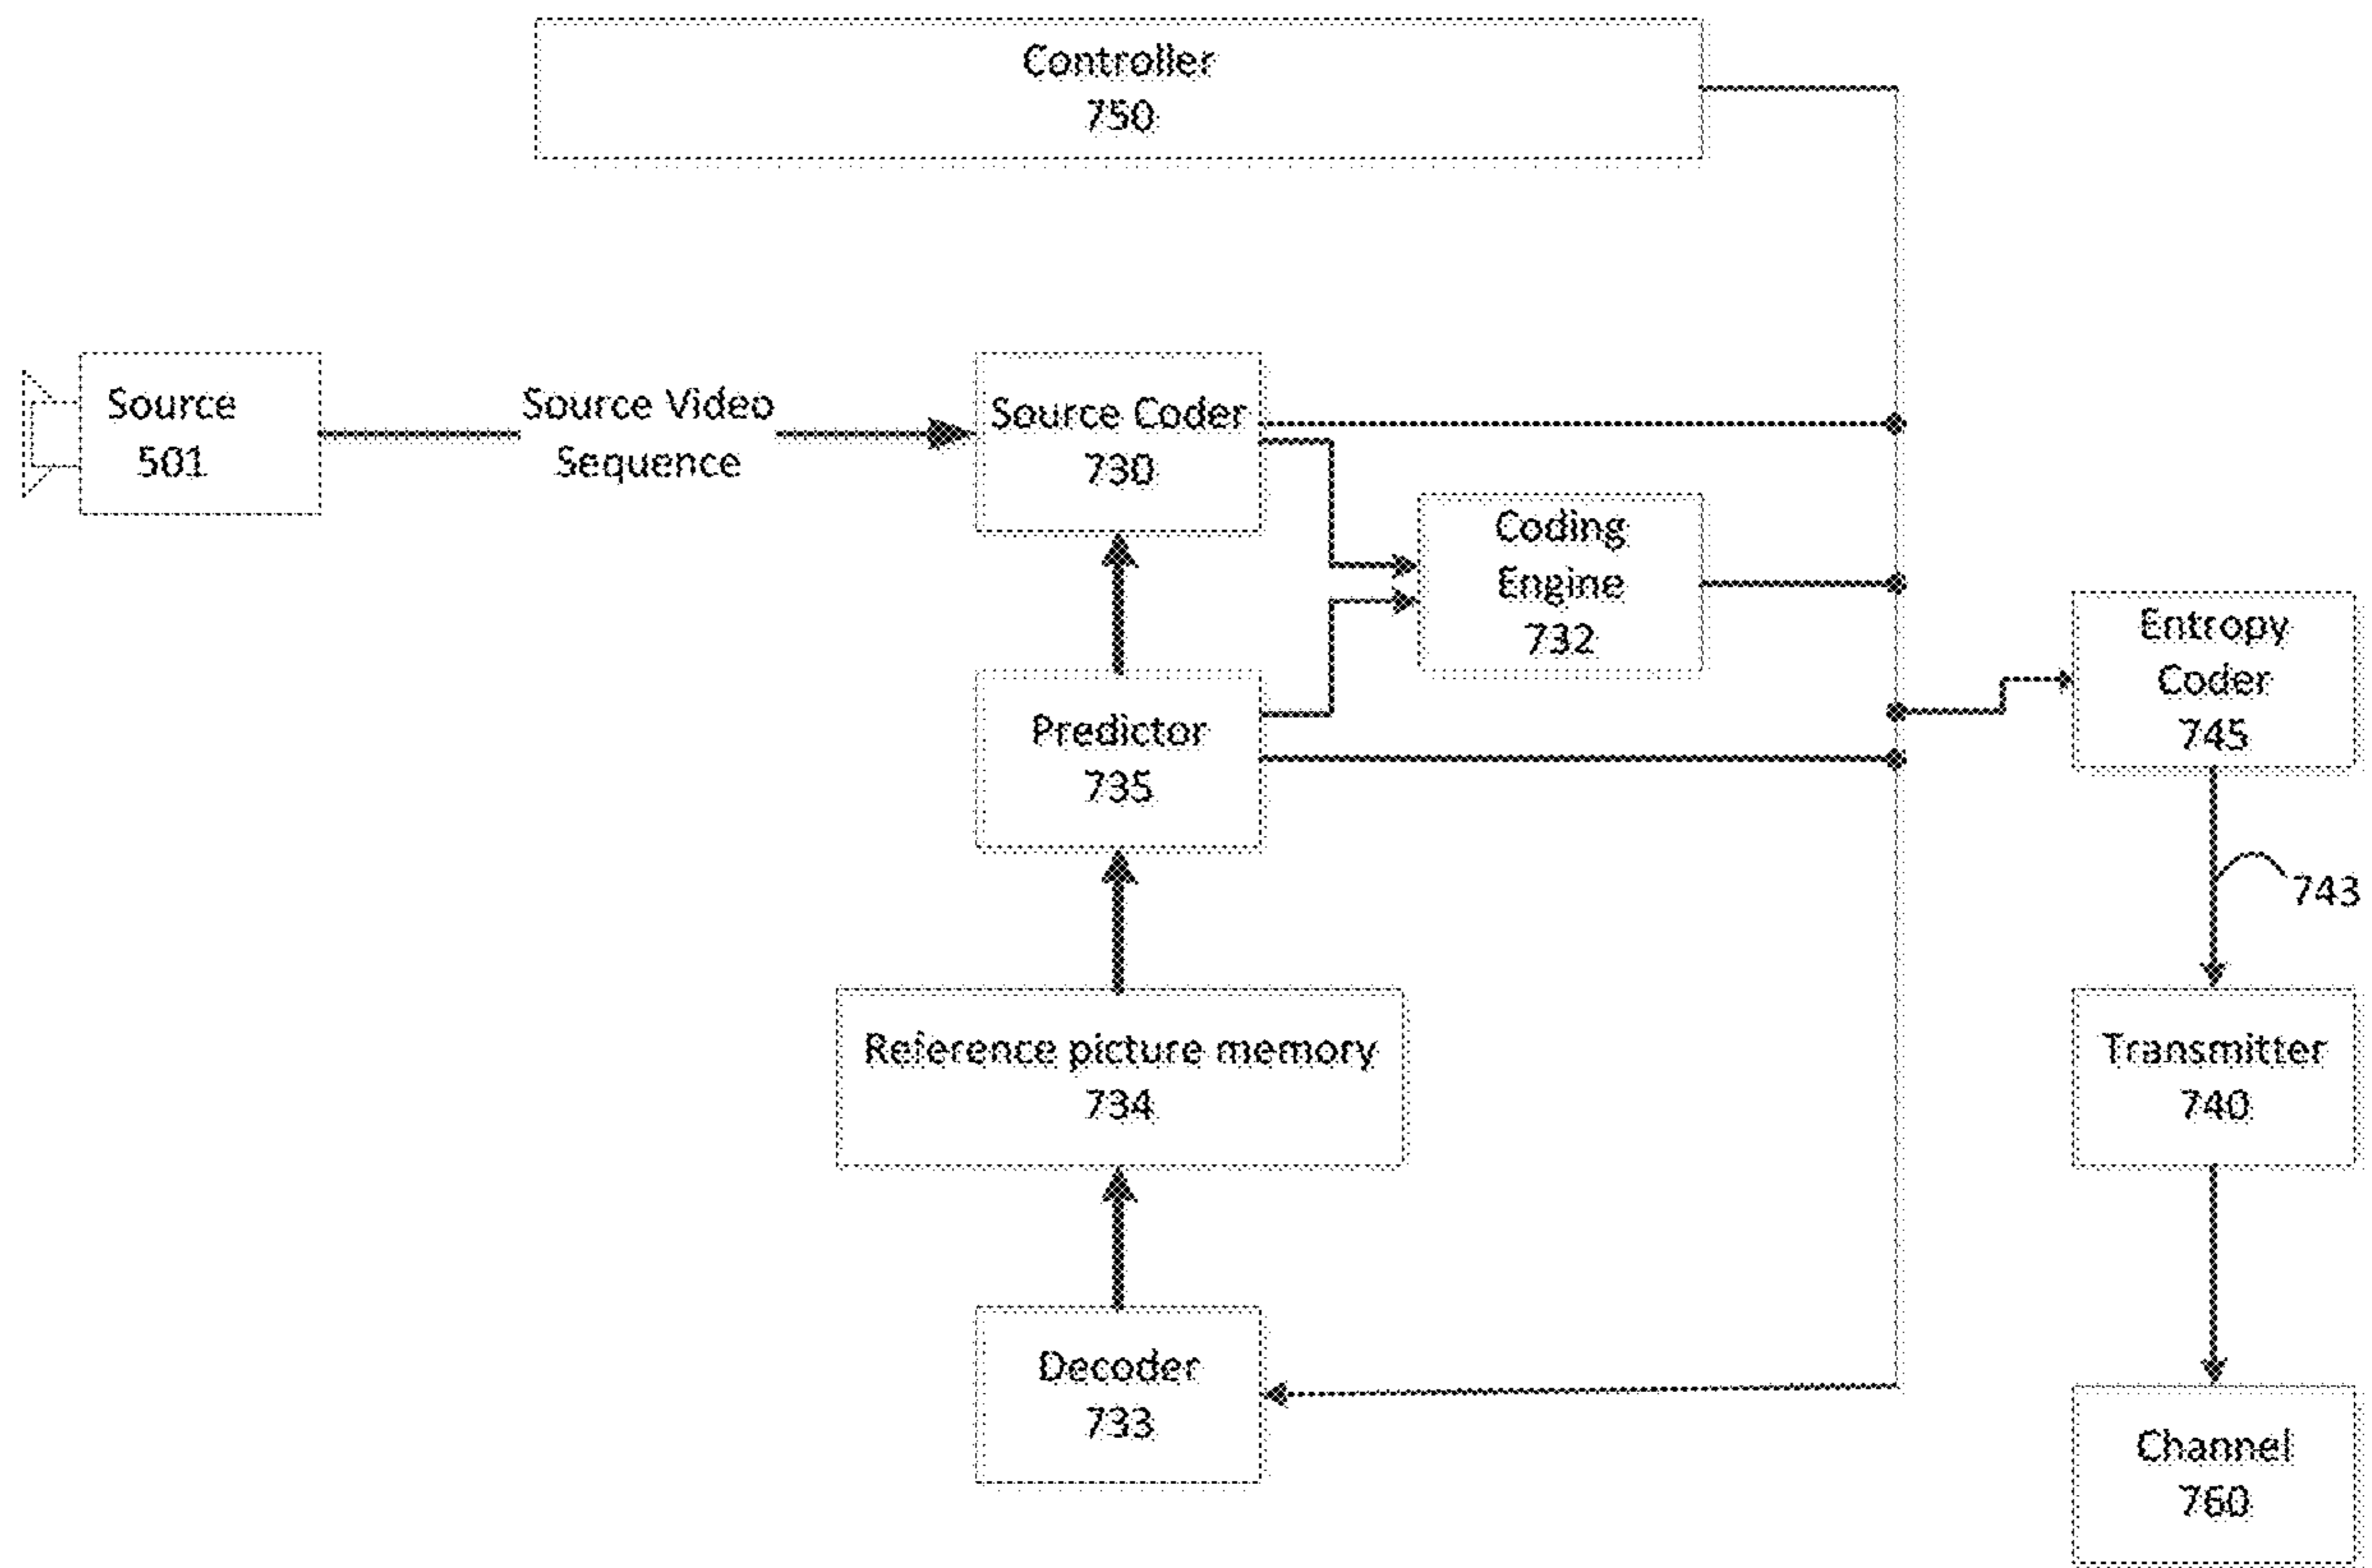 Controller
750
Source
501
Source Video
Sequence
Source Coder
730
Coding
Engine
732
Entropy
Coder
745
Predictor
735
743
Reference picture memory
734
Transmitter
740
Decoder
733
Channel
760